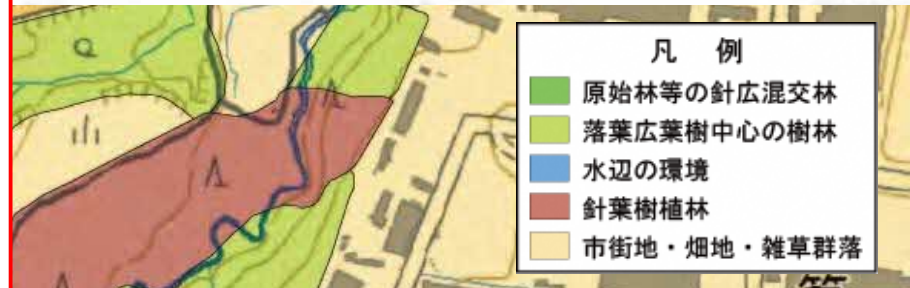 凡 例
原始林等の針広混交林
落葉広葉樹中心の樹林
水辺の環境
針葉樹植林
市街地・畑地・雑草群落